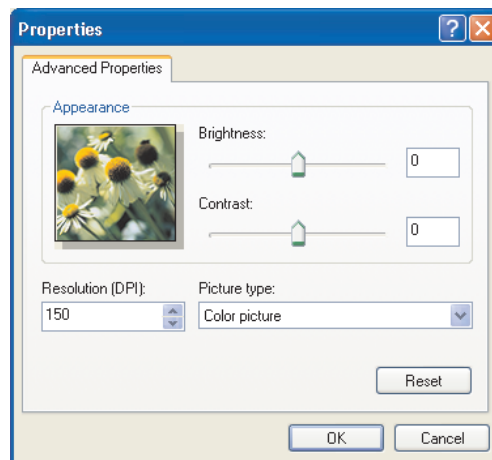 Properties
Advanced Properties
Appearance
Brightness:
0
Contrast:
0
Resolution (DPI):
Picture type:
150
Color picture
Reset
OK
Cancel